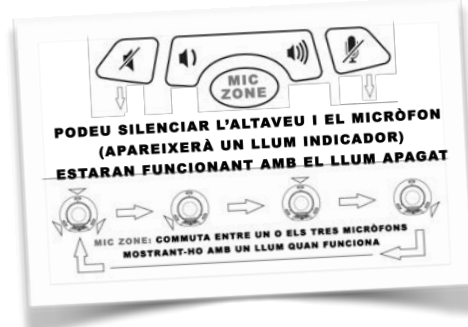 MIC
ZONE
PODEU SILENCIAR L'ALTAVEU I EL MICRÒFON
(APAREIXERÀ UN LLUM INDICADOR)
ESTARAN FUNCIONANT AMB EL LLUM APAGAT
MIC ZONE: COMMUTA ENTRE UN O ELS TRES MICRÒFONS
MOSTRANT-HO AMB UN LLUM QUAN FUNCIONA